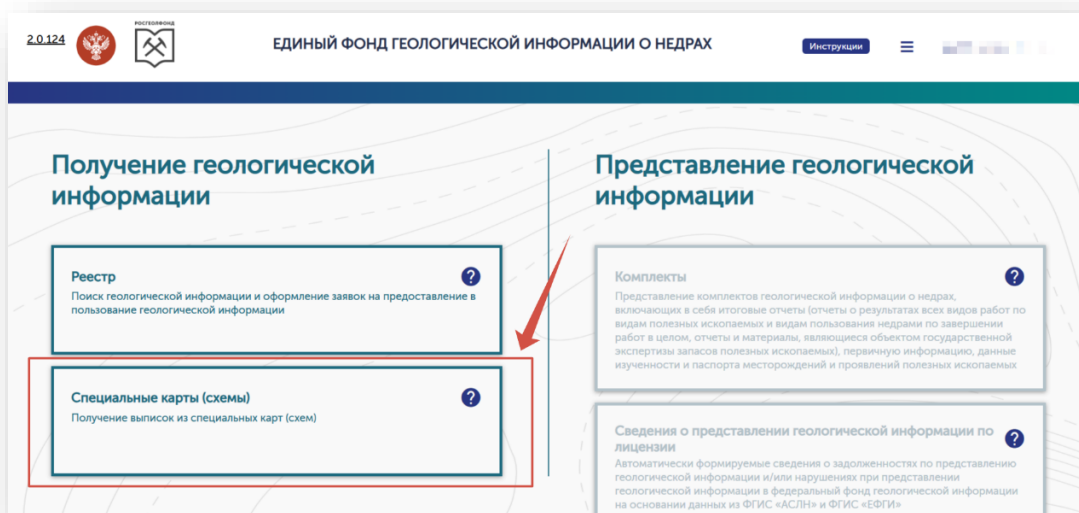 2.0.124
РОСГЕОЛФОНД
ЕДИНЫЙ ФОНД ГЕОЛОГИЧЕСКОЙ ИНФОРМАЦИИ О НЕДРАХ
Инструкции
Получение геологической
информации
Реестр
?
Поиск геологической информации и оформление заявок на предоставление в
пользование геологической информации
Специальные карты (схемы)
?
Получение выписок из специальных карт (схем)
Представление геологической
информации
Комплекты
?
Представление комплектов геологической информации о недрах,
включающих в себя итоговые отчеты (отчеты о результатах всех видов работ по
видам полезных ископаемых и видам пользования недрами по завершении
работ в целом, отчеты и материалы, являющиеся объектом государственной
экспертизы запасов полезных ископаемых), первичную информацию, данные
изученности и паспорта месторождений и проявлений полезных ископаемых
Сведения о представлении геологической информации по
лицензии
?
Автоматически формируемые сведения о задолженностях по представлению
геологической информации и/или нарушениях при представлении
геологической информации в федеральный фонд геологической информации
на основании данных из ФГИС «АСЛН» и ФГИС «ЕФГИ»